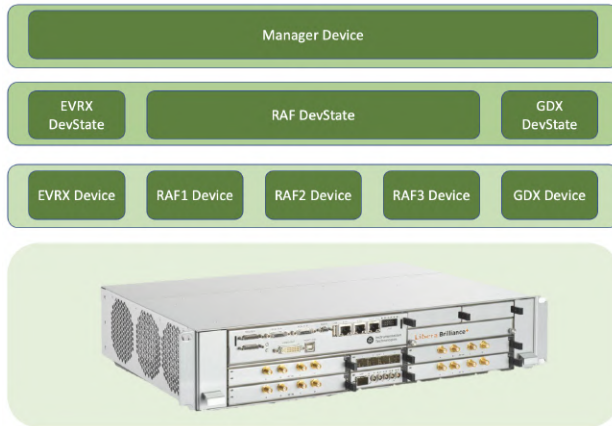 Manager Device
EVRX
DevState
RAF DevState
GDX
DevState
EVRX Device
RAF1 Device
RAF2 Device
RAF3 Device
GDX Device
Brilliance